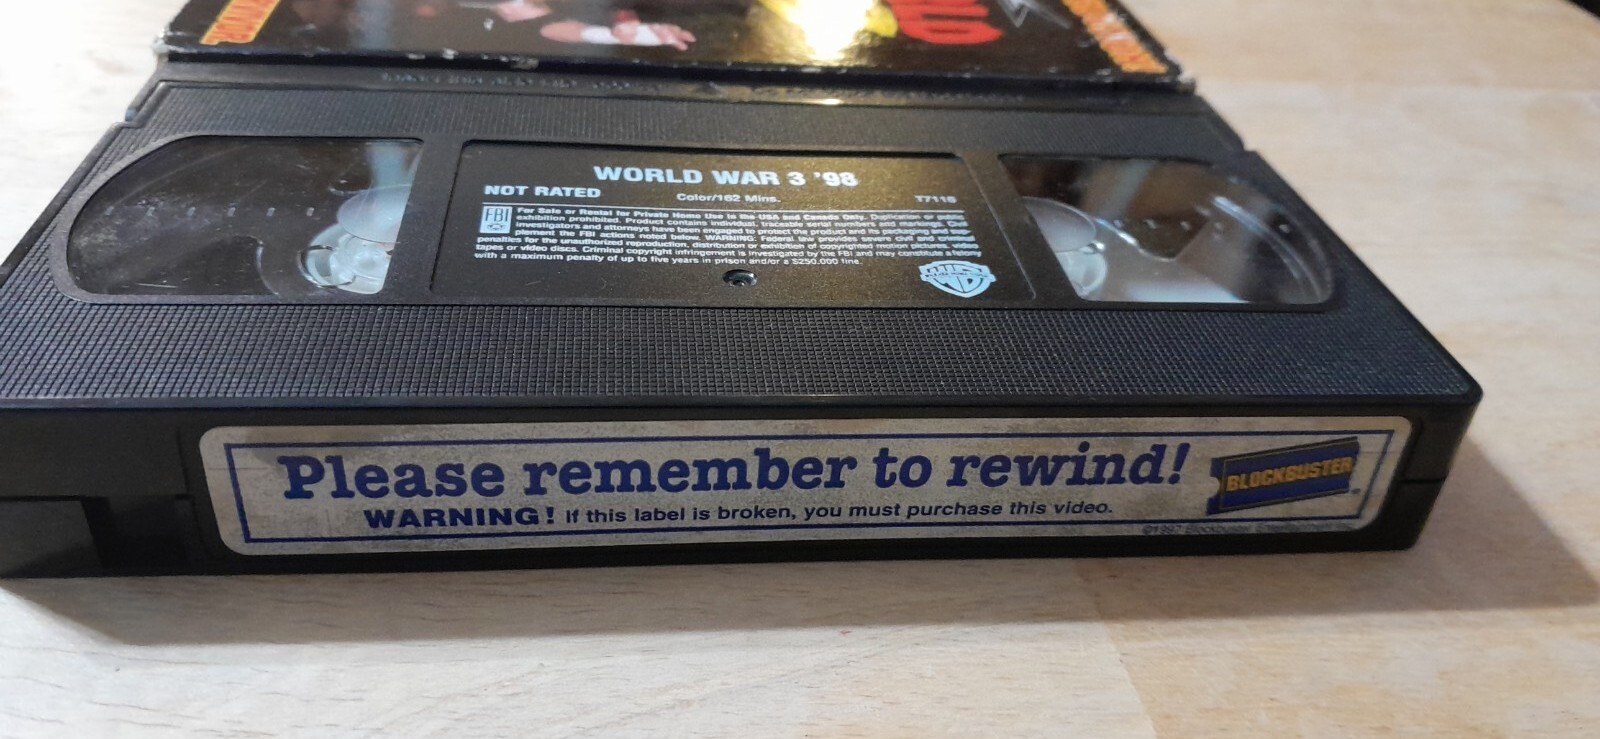 WORLD WAR 3 '98
NOT RATED
Color/162 Mins.
T7116
FBI
For Sale or Rental for Private Home Use in the USA and Canada Only. Duplication or public
exhibition prohibited. Product contains individual, traceable serial numbers and markings. Civil
investigators and attorneys have been engaged to protect the product and its packaging and sup-
plement the FBI actions noted below. WARNING: Federal law provides severe civil and criminal
penalties for the unauthorized reproduction, distribution or exhibition of copyrighted motion pictures, video
tapes or video discs. Criminal copyright infringement is investigated by the FBI and may constitute a felony
with a maximum penalty of up to five years in prison and/or a $250,000 fine.
Please remember to rewind!
BLOCKBUSTER
WARNING! If this label is broken, you must purchase this video.
©1997 Blockbuster Entertainment Inc.